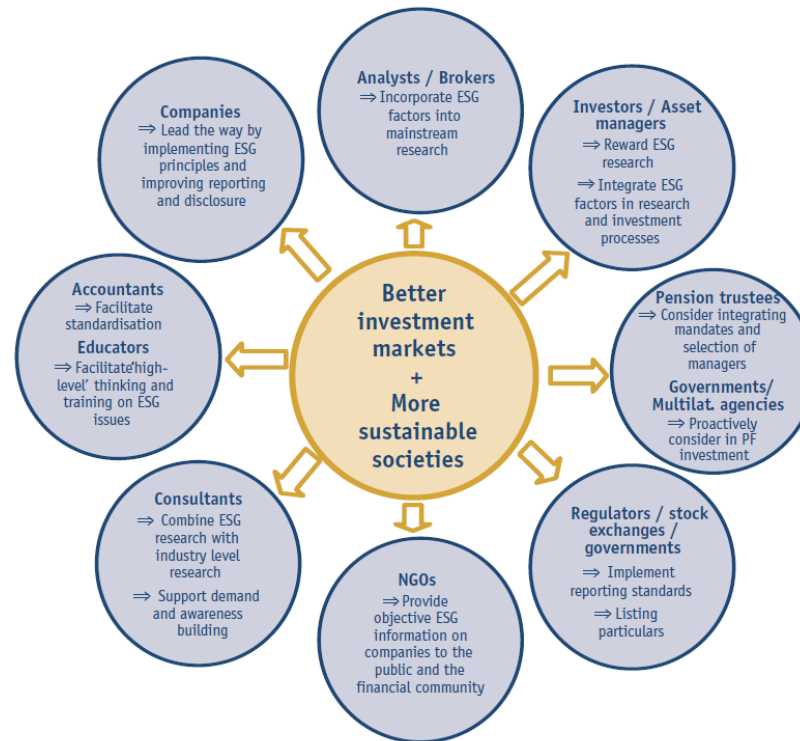 Analysts / Brokers
⇒ Incorporate ESG
factors into
mainstream
research
Investors / Asset
managers
⇒ Reward ESG
research
⇒ Integrate ESG
factors in research
and investment
processes
Pension trustees
⇒ Consider integrating
mandates and
selection of
managers
Governments/
Multilat. agencies
⇒ Proactively
consider in PF
investment
Regulators / stock
exchanges /
governments
⇒ Implement
reporting standards
⇒ Listing
particulars
NGOs
⇒ Provide
objective ESG
information on
companies to the
public and the
financial community
Consultants
⇒ Combine ESG
research with
industry level
research
⇒ Support demand
and awareness
building
Accountants
⇒ Facilitate
standardisation
Educators
⇒ Facilitate‘high-
level’ thinking and
training on ESG
issues
Companies
⇒ Lead the way by
implementing ESG
principles and
improving reporting
and disclosure
Better
investment
markets
+
More
sustainable
societies